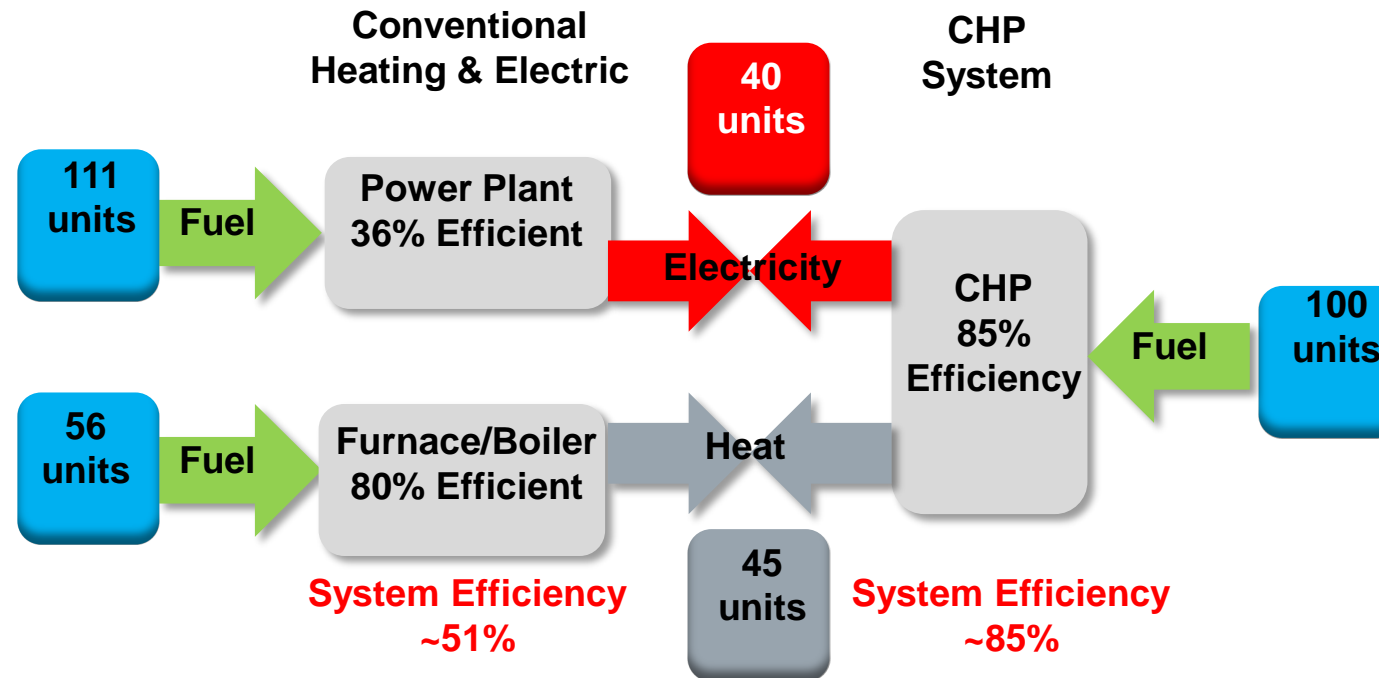 Conventional
Heating & Electric
CHP
System
40
units
111
units
Fuel
Power Plant
36% Efficient
Electricity
CHP
85%
Efficiency
Fuel
100
units
56
units
Fuel
Furnace/Boiler
80% Efficient
Heat
45
units
System Efficiency
~51%
System Efficiency
~85%